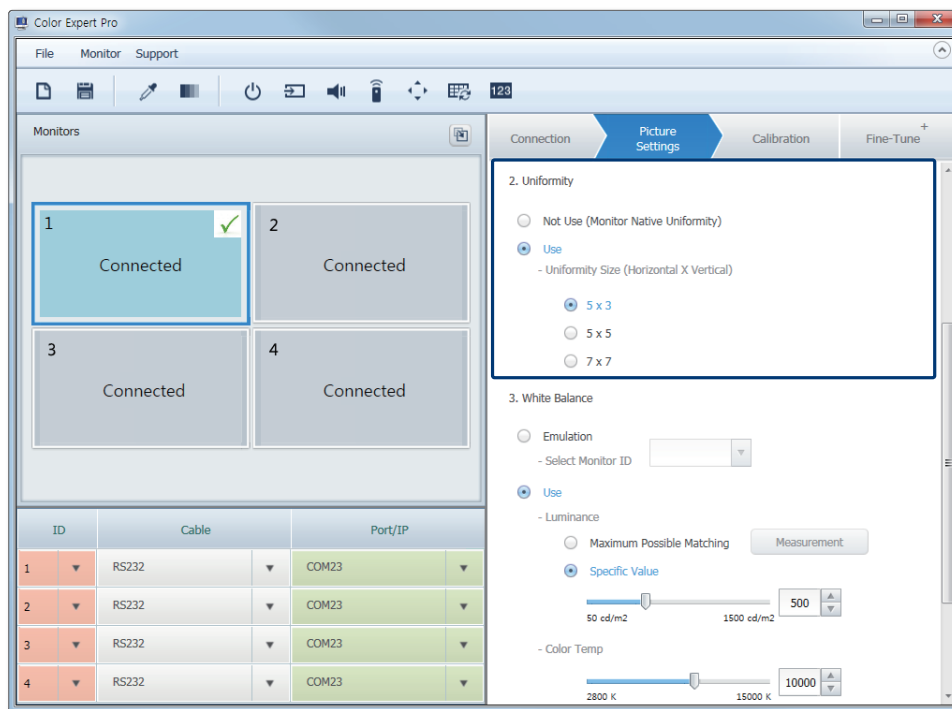 Color Expert Pro
File Monitor Support
123
Monitors
1
Connected
2
Connected
3
Connected
4
Connected
ID Cable Port/IP
1 RS232 COM23
2 RS232 COM23
3 RS232 COM23
4 RS232 COM23
Connection
Picture
Settings
Calibration
Fine-Tune +
2. Uniformity
Not Use (Monitor Native Uniformity)
Use
- Uniformity Size (Horizontal X Vertical)
5 x 3
5 x 5
7 x 7
3. White Balance
Emulation
- Select Monitor ID
Use
- Luminance
Maximum Possible Matching Measurement
Specific Value
500
50 cd/m2 1500 cd/m2
- Color Temp
10000
2800 K 15000 K